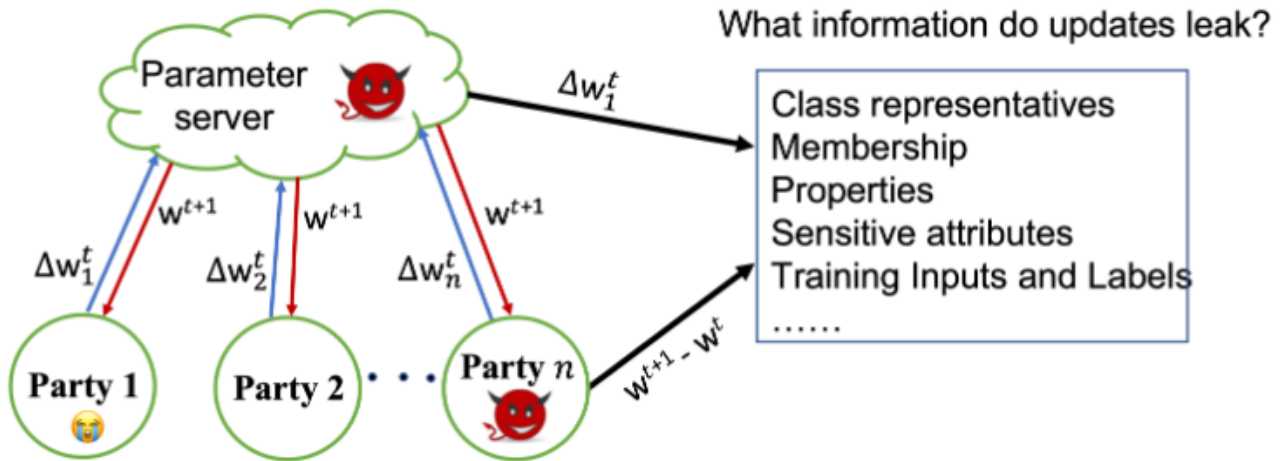 What information do updates leak?
Parameter
server
Δw₁ᵗ
Class representatives
Membership
Properties
Sensitive attributes
Training Inputs and Labels
......
Δw₁ᵗ
wᵗ⁺¹
Δw₂ᵗ
wᵗ⁺¹
Δwₙᵗ
wᵗ⁺¹
wᵗ⁺¹ - wᵗ
Party 1
Party 2
· · ·
Party n